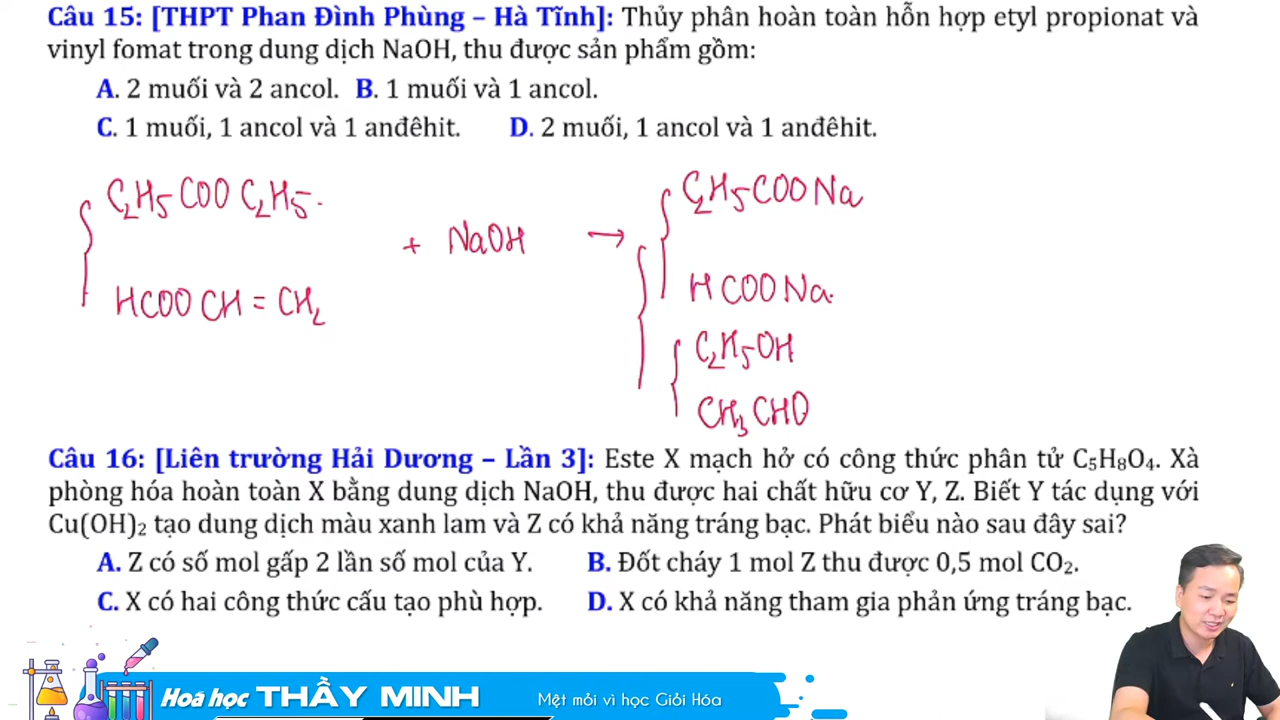 Câu 15: [THPT Phan Đình Phùng – Hà Tĩnh]: Thủy phân hoàn toàn hỗn hợp etyl propionat và
vinyl fomat trong dung dịch NaOH, thu được sản phẩm gồm:
A. 2 muối và 2 ancol. B. 1 muối và 1 ancol.
C. 1 muối, 1 ancol và 1 anđêhit. D. 2 muối, 1 ancol và 1 anđêhit.
C₂H₅COOC₂H₅.
HCOOCH=CH₂
+ NaOH →
C₂H₅COONa
HCOONa.
C₂H₅OH
CH₃CHO
Câu 16: [Liên trường Hải Dương – Lần 3]: Este X mạch hở có công thức phân tử C₅H₈O₄. Xà
phòng hóa hoàn toàn X bằng dung dịch NaOH, thu được hai chất hữu cơ Y, Z. Biết Y tác dụng với
Cu(OH)₂ tạo dung dịch màu xanh lam và Z có khả năng tráng bạc. Phát biểu nào sau đây sai?
A. Z có số mol gấp 2 lần số mol của Y. B. Đốt cháy 1 mol Z thu được 0,5 mol CO₂.
C. X có hai công thức cấu tạo phù hợp. D. X có khả năng tham gia phản ứng tráng bạc.
Hoá học THẦY MINH Mệt mỏi vì học Giỏi Hóa